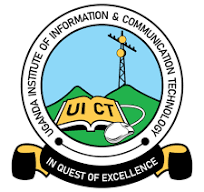 UGANDA INSTITUTE OF INFORMATION & COMMUNICATION TECHNOLOGY
UICT
IN QUEST OF EXCELLENCE